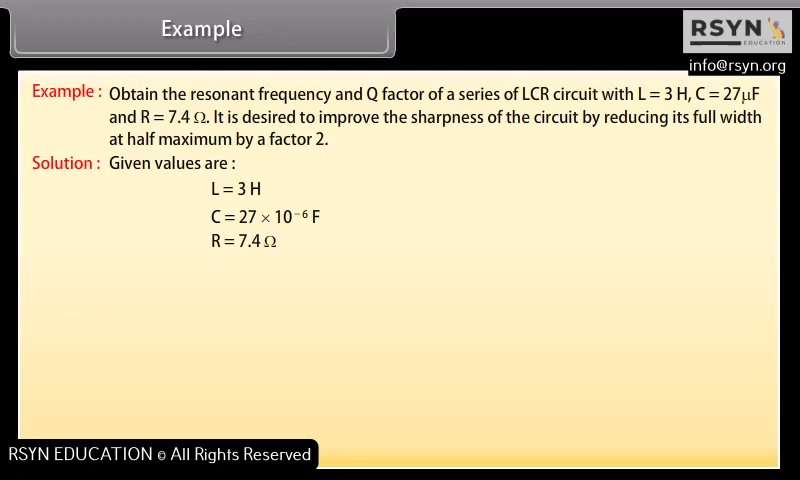 Example
RSYN
EDUCATION
info@rsyn.org
Example : Obtain the resonant frequency and Q factor of a series of LCR circuit with L = 3 H, C = 27μF
and R = 7.4 Ω. It is desired to improve the sharpness of the circuit by reducing its full width
at half maximum by a factor 2.
Solution : Given values are :
L = 3 H
C = 27 × 10⁻⁶ F
R = 7.4 Ω
RSYN EDUCATION © All Rights Reserved